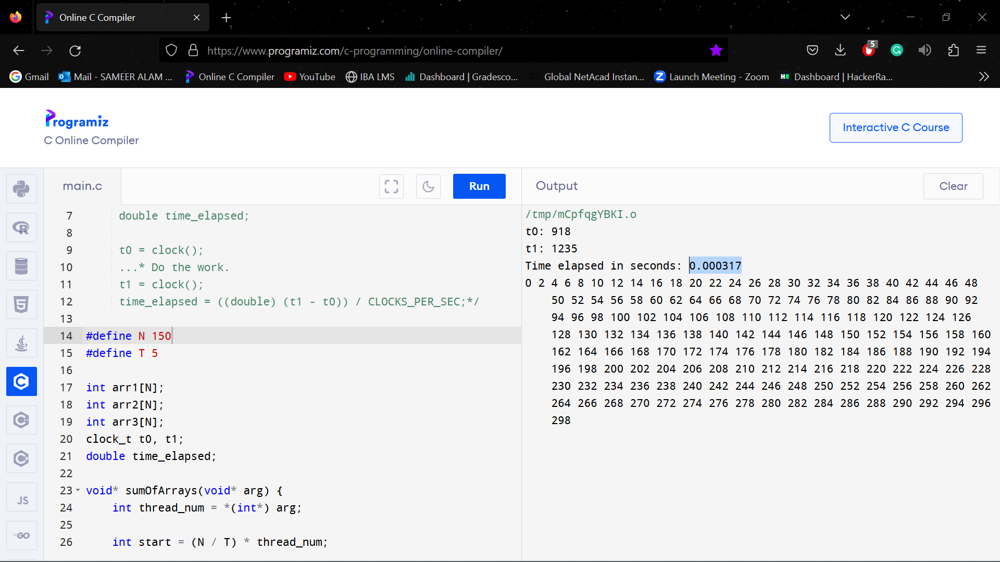 Online C Compiler
https://www.programiz.com/c-programming/online-compiler/
5
Gmail
Mail - SAMEER ALAM ...
Online C Compiler
YouTube
IBA LMS
Dashboard | Gradesco...
Global NetAcad Instan...
Launch Meeting - Zoom
Dashboard | HackerRa...
Programiz
C Online Compiler
Interactive C Course
main.c
Run
Output
Clear
7 double time_elapsed;
8
9 t0 = clock();
10 ...* Do the work.
11 t1 = clock();
12 time_elapsed = ((double) (t1 - t0)) / CLOCKS_PER_SEC;*/
13
14 #define N 150
15 #define T 5
16
17 int arr1[N];
18 int arr2[N];
19 int arr3[N];
20 clock_t t0, t1;
21 double time_elapsed;
22
23 void* sumOfArrays(void* arg) {
24 int thread_num = *(int*) arg;
25
26 int start = (N / T) * thread_num;
/tmp/mCpfqgYBKI.o
t0: 918
t1: 1235
Time elapsed in seconds: 0.000317
0 2 4 6 8 10 12 14 16 18 20 22 24 26 28 30 32 34 36 38 40 42 44 46 48
50 52 54 56 58 60 62 64 66 68 70 72 74 76 78 80 82 84 86 88 90 92
94 96 98 100 102 104 106 108 110 112 114 116 118 120 122 124 126
128 130 132 134 136 138 140 142 144 146 148 150 152 154 156 158 160
162 164 166 168 170 172 174 176 178 180 182 184 186 188 190 192 194
196 198 200 202 204 206 208 210 212 214 216 218 220 222 224 226 228
230 232 234 236 238 240 242 244 246 248 250 252 254 256 258 260 262
264 266 268 270 272 274 276 278 280 282 284 286 288 290 292 294 296
298
JS
GO